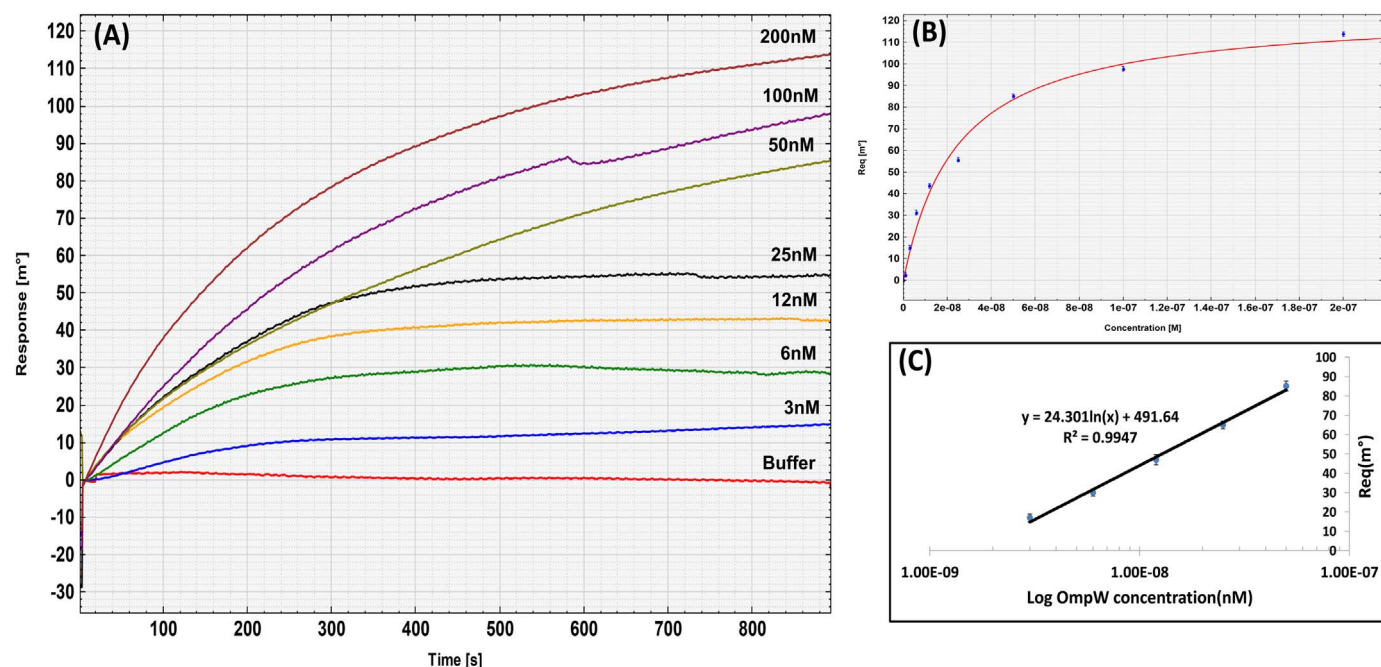 (A)
120
110
100
90
80
70
60
50
40
30
20
10
0
-10
-20
-30
Response [m°]
200nM
100nM
50nM
25nM
12nM
6nM
3nM
Buffer
100 200 300 400 500 600 700 800
Time [s]
(B)
120
110
100
90
80
70
60
50
40
30
20
10
0
Req [m°]
0 2e-08 4e-08 6e-08 8e-08 1e-07 1.2e-07 1.4e-07 1.6e-07 1.8e-07 2e-07
Concentration [M]
(C)
y = 24.301ln(x) + 491.64
R² = 0.9947
100
90
80
70
60
50
40
30
20
10
0
Req(m°)
1.00E-09 1.00E-08 1.00E-07
Log OmpW concentration(nM)